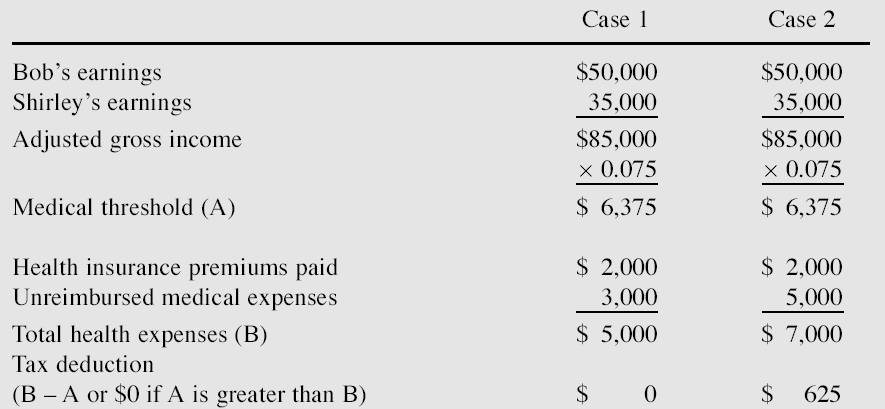 Case 1 Case 2
Bob’s earnings $50,000 $50,000
Shirley’s earnings 35,000 35,000
Adjusted gross income $85,000 $85,000
× 0.075 × 0.075
Medical threshold (A) $ 6,375 $ 6,375
Health insurance premiums paid $ 2,000 $ 2,000
Unreimbursed medical expenses 3,000 5,000
Total health expenses (B) $ 5,000 $ 7,000
Tax deduction
(B – A or $0 if A is greater than B) $ 0 $ 625